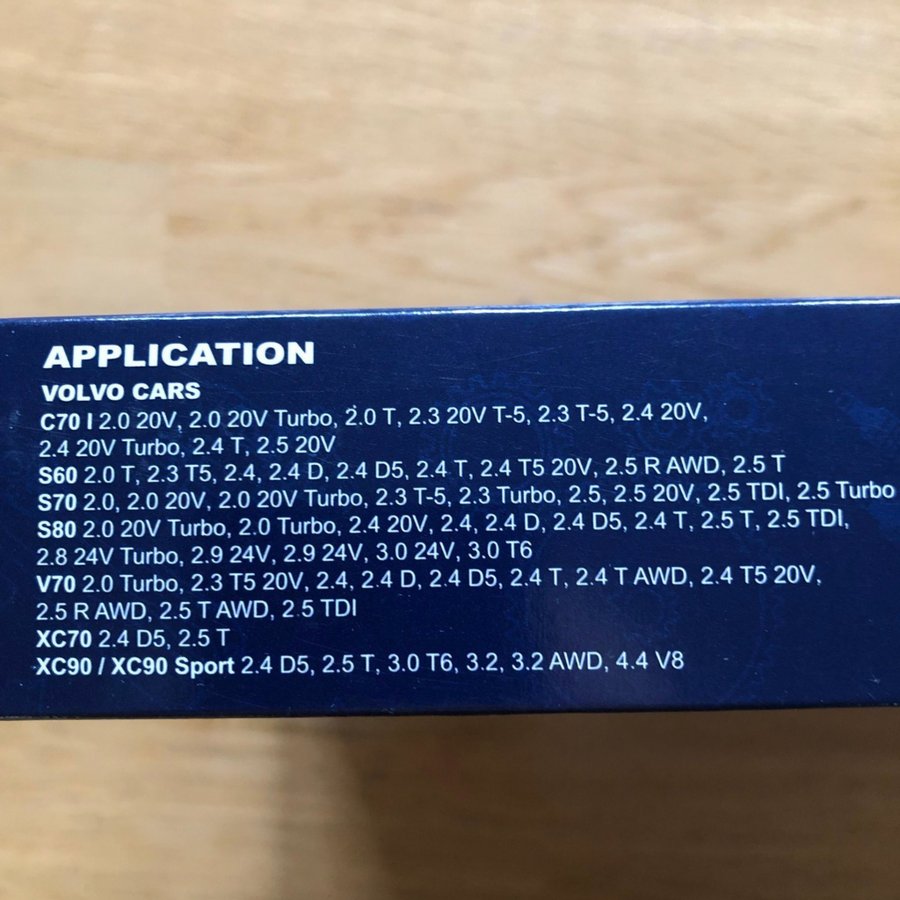 APPLICATION
VOLVO CARS
C70 I 2.0 20V, 2.0 20V Turbo, 2.0 T, 2.3 20V T-5, 2.3 T-5, 2.4 20V,
2.4 20V Turbo, 2.4 T, 2.5 20V
S60 2.0 T, 2.3 T5, 2.4, 2.4 D, 2.4 D5, 2.4 T, 2.4 T5 20V, 2.5 R AWD, 2.5 T
S70 2.0, 2.0 20V, 2.0 20V Turbo, 2.3 T-5, 2.3 Turbo, 2.5, 2.5 20V, 2.5 TDI, 2.5 Turbo
S80 2.0 20V Turbo, 2.0 Turbo, 2.4 20V, 2.4, 2.4 D, 2.4 D5, 2.4 T, 2.5 T, 2.5 TDI,
2.8 24V Turbo, 2.9 24V, 2.9 24V, 3.0 24V, 3.0 T6
V70 2.0 Turbo, 2.3 T5 20V, 2.4, 2.4 D, 2.4 D5, 2.4 T, 2.4 T AWD, 2.4 T5 20V,
2.5 R AWD, 2.5 T AWD, 2.5 TDI
XC70 2.4 D5, 2.5 T
XC90 / XC90 Sport 2.4 D5, 2.5 T, 3.0 T6, 3.2, 3.2 AWD, 4.4 V8